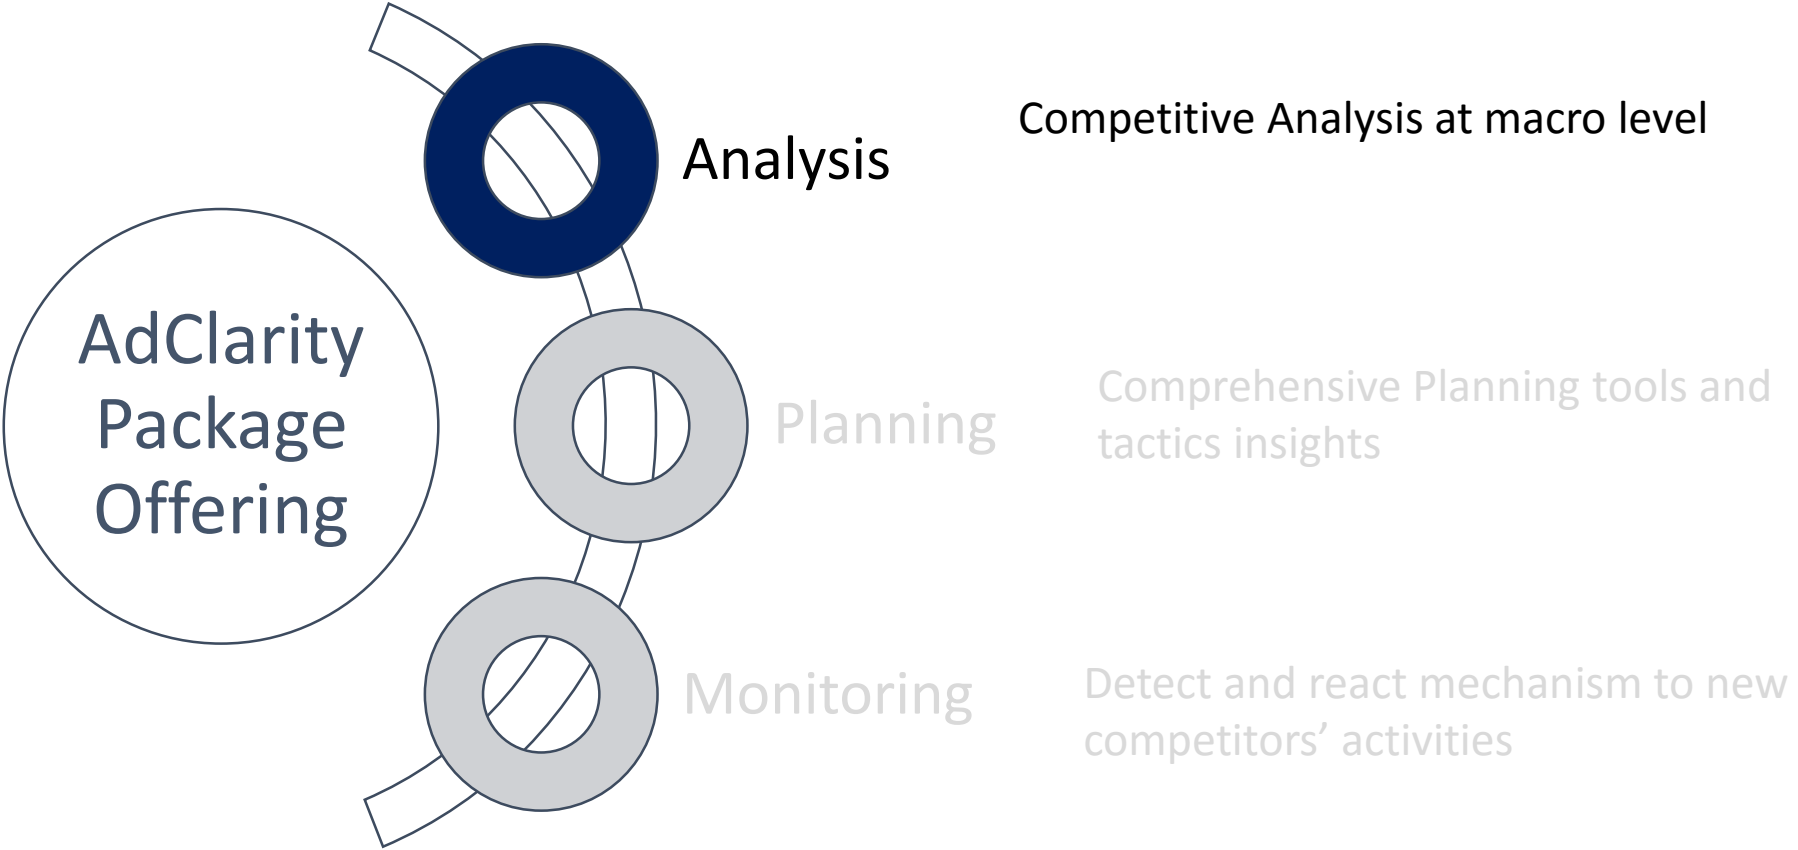 AdClarity
Package
Offering
Analysis
Competitive Analysis at macro level
Planning
Comprehensive Planning tools and
tactics insights
Monitoring
Detect and react mechanism to new
competitors’ activities